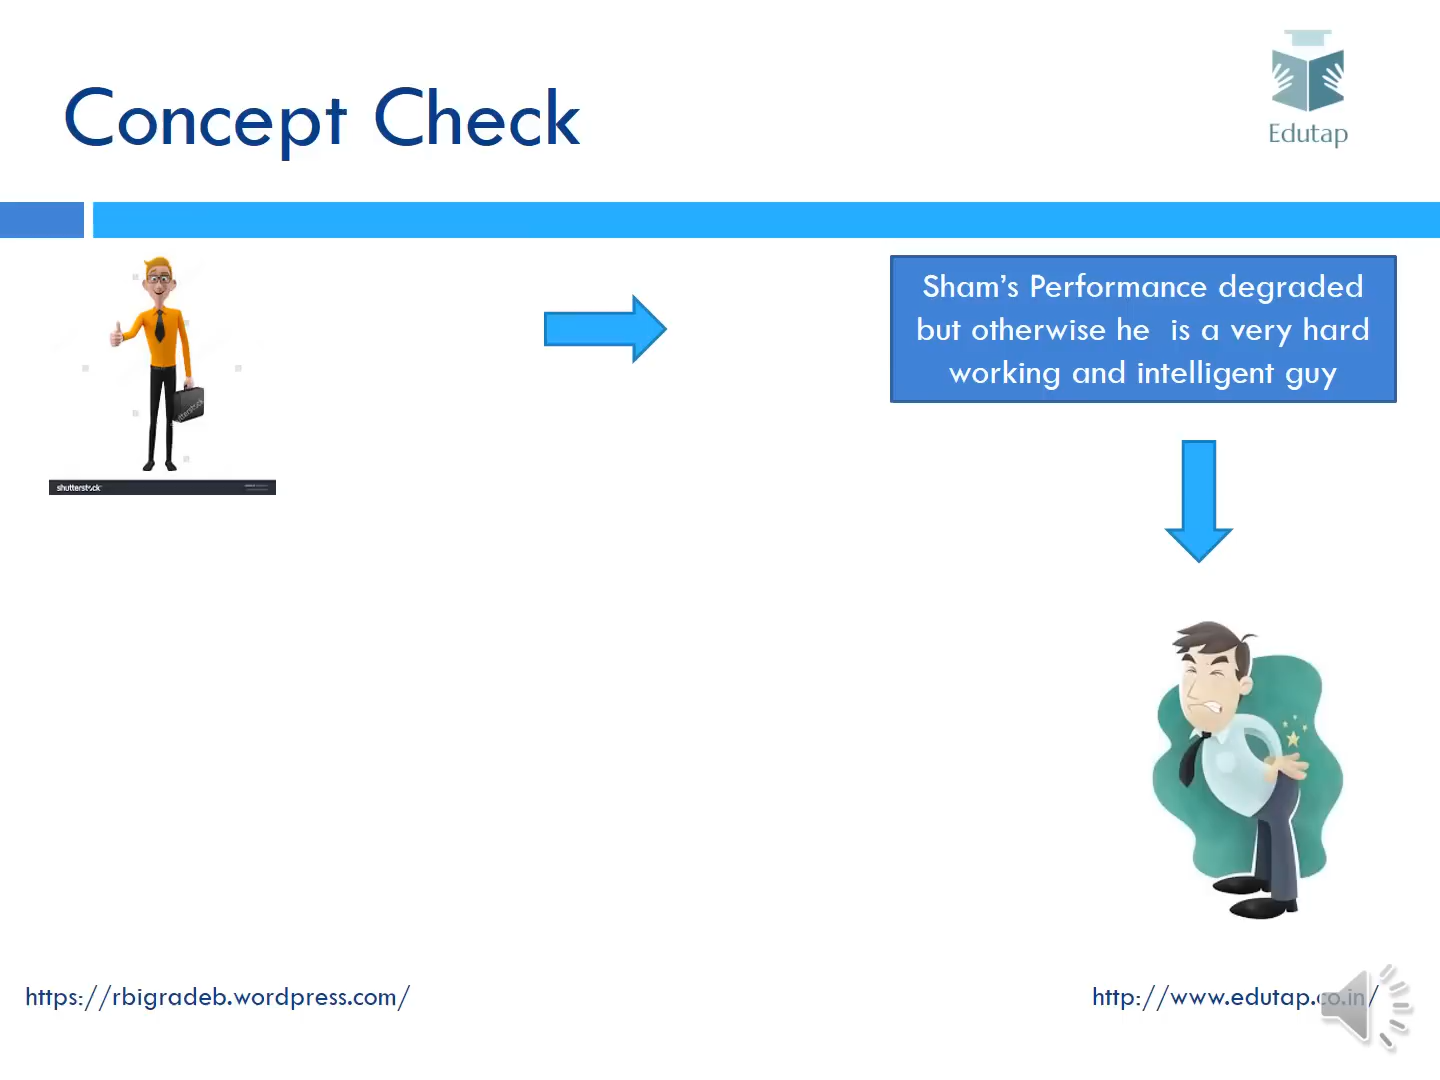 Concept Check
Edutap
Sham’s Performance degraded
but otherwise he  is a very hard
working and intelligent guy
shutterstock
https://rbigradeb.wordpress.com/
http://www.edutap.co.in/